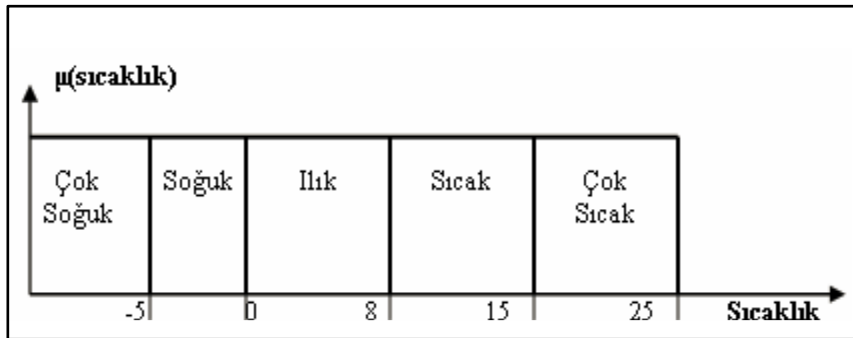 μ(sıcaklık)
Çok Soğuk Ilık Sıcak Çok
Soğuk Sıcak
-5 0 8 15 25 Sıcaklık